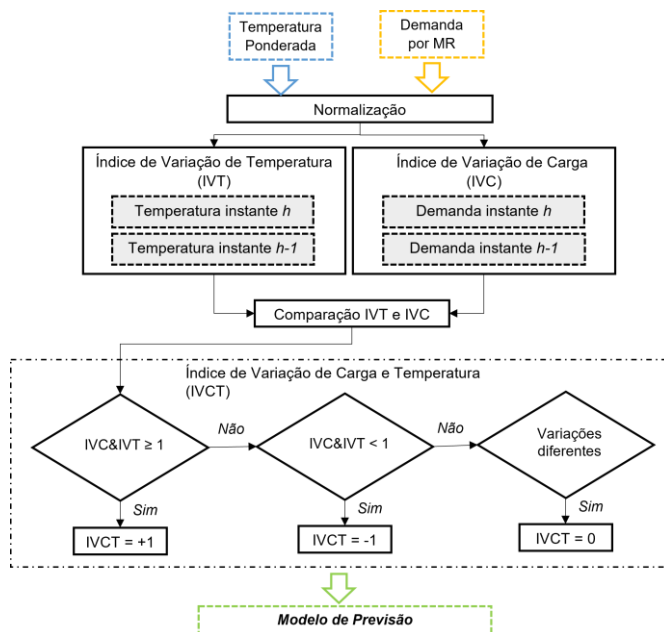 Temperatura
Ponderada
Demanda
por MR
Normalização
Índice de Variação de Temperatura
(IVT)
Temperatura instante h
Temperatura instante h-1
Índice de Variação de Carga
(IVC)
Demanda instante h
Demanda instante h-1
Comparação IVT e IVC
Índice de Variação de Carga e Temperatura
(IVCT)
IVC&IVT ≥ 1
Não
IVC&IVT < 1
Não
Variações
diferentes
Sim
Sim
Sim
IVCT = +1
IVCT = -1
IVCT = 0
Modelo de Previsão